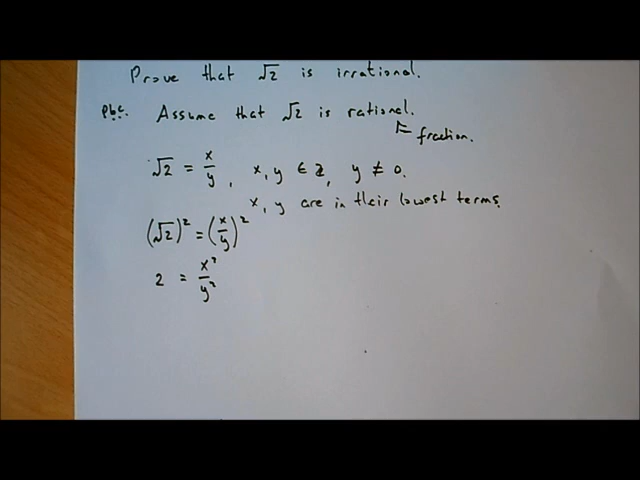 Prove that √2 is irrational.
P.b.c. Assume that √2 is rational.
fraction.
√2 = x/y, x, y ∈ ℤ, y ≠ 0.
x, y are in their lowest terms.
(√2)² = (x/y)²
2 = x²/y²